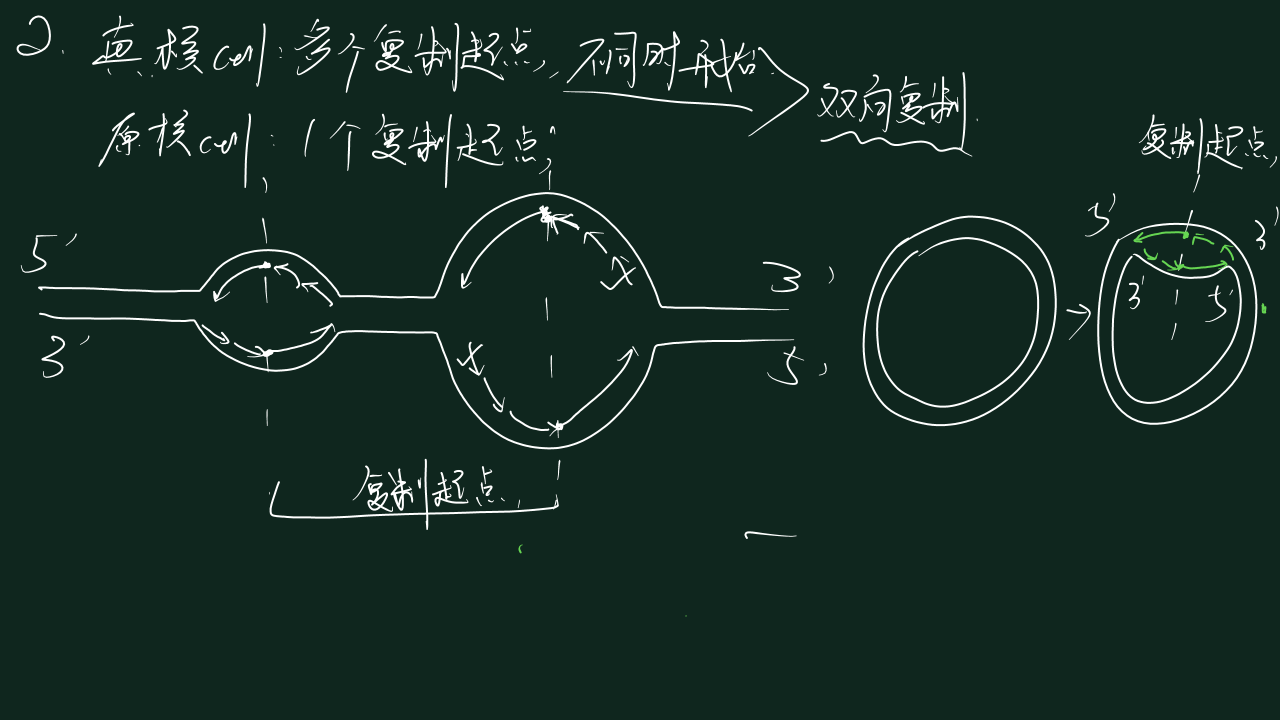 2. 真核cell:多个复制起点, 不同时开始
双向复制
原核cell:1个复制起点,
复制起点,
5' 3'
3' 5'
5' 3'
3' 5'
复制起点,